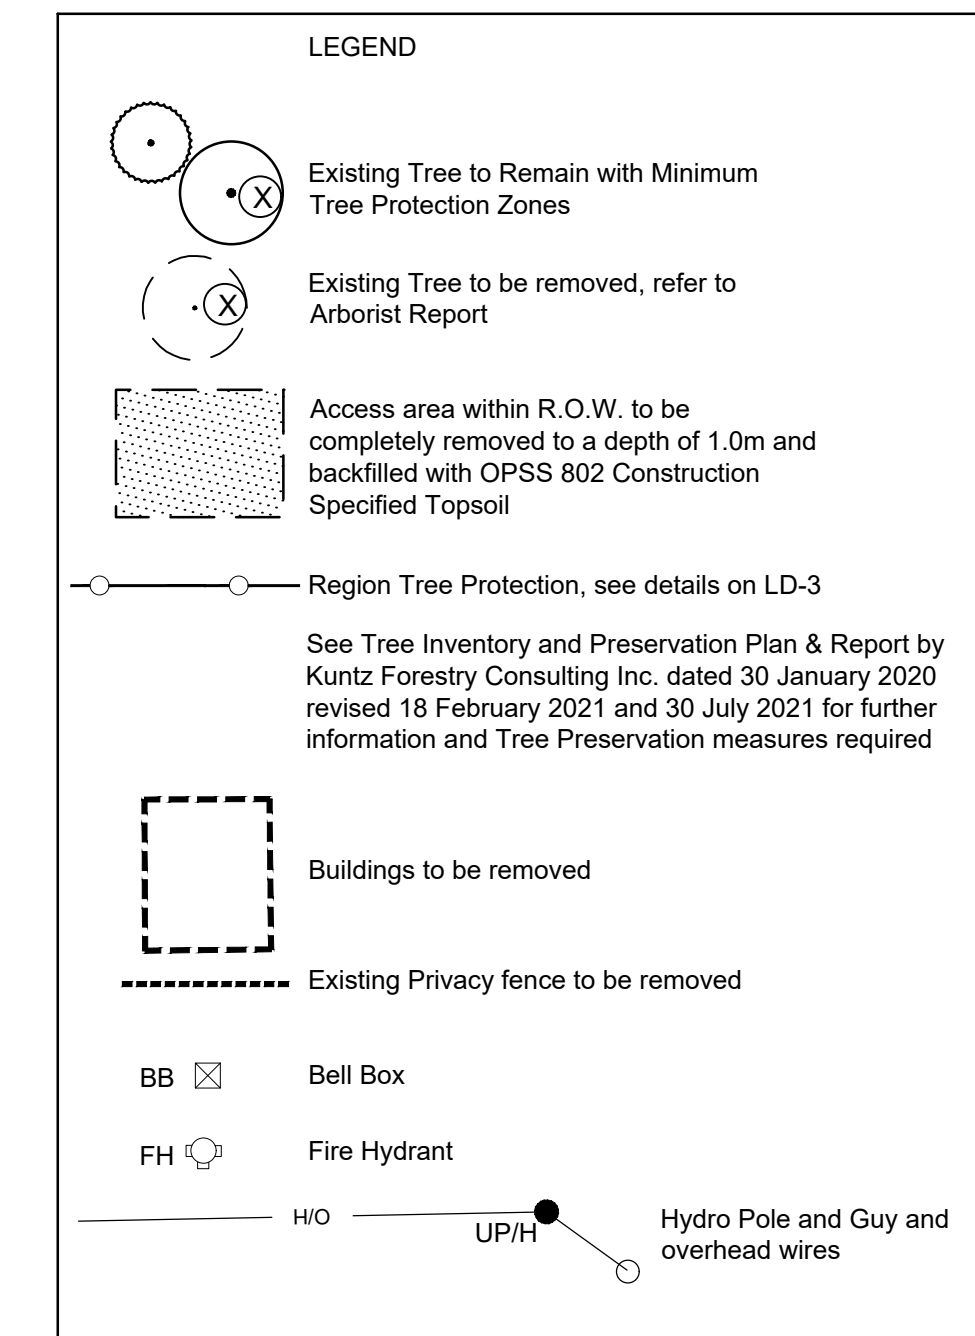 LEGEND
X
Existing Tree to Remain with Minimum
Tree Protection Zones
X
Existing Tree to be removed, refer to
Arborist Report
Access area within R.O.W. to be
completely removed to a depth of 1.0m and
backfilled with OPSS 802 Construction
Specified Topsoil
Region Tree Protection, see details on LD-3
See Tree Inventory and Preservation Plan & Report by
Kuntz Forestry Consulting Inc. dated 30 January 2020
revised 18 February 2021 and 30 July 2021 for further
information and Tree Preservation measures required
Buildings to be removed
Existing Privacy fence to be removed
BB Bell Box
FH Fire Hydrant
H/O
UP/H
Hydro Pole and Guy and
overhead wires